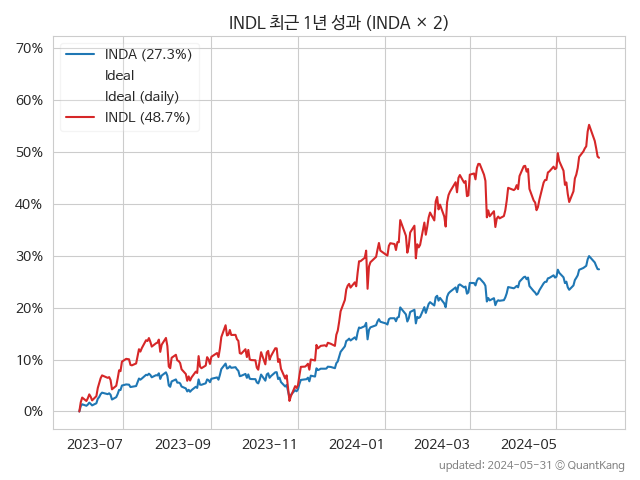 INDL 최근 1년 성과 (INDA × 2)
70%
60%
50%
40%
30%
20%
10%
0%
INDA (27.3%)
Ideal
Ideal (daily)
INDL (48.7%)
2023-07
2023-09
2023-11
2024-01
2024-03
2024-05
updated: 2024-05-31 © QuantKang